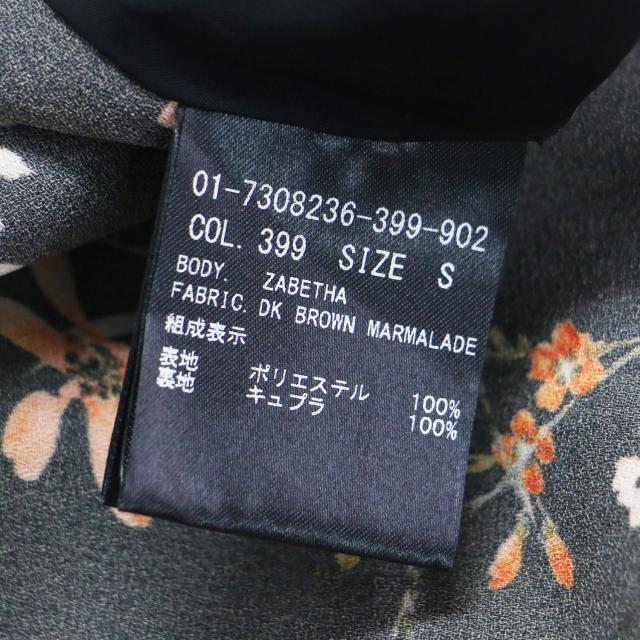 01-7308236-399-902
COL. 399 SIZE S
BODY. ZABETHA
FABRIC. DK BROWN MARMALADE
組成表示
表地 ポリエステル 100%
裏地 キュプラ 100%